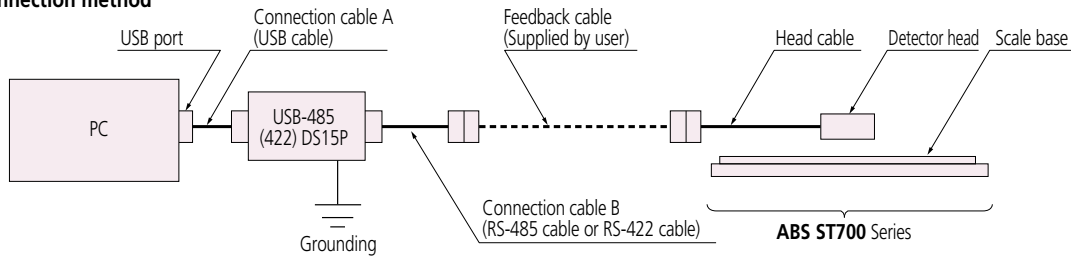 nnection method
Connection cable A
(USB cable)
USB port
Feedback cable
(Supplied by user)
Head cable
Detector head
Scale base
PC
USB-485
(422) DS15P
Connection cable B
(RS-485 cable or RS-422 cable)
Grounding
ABS ST700 Series